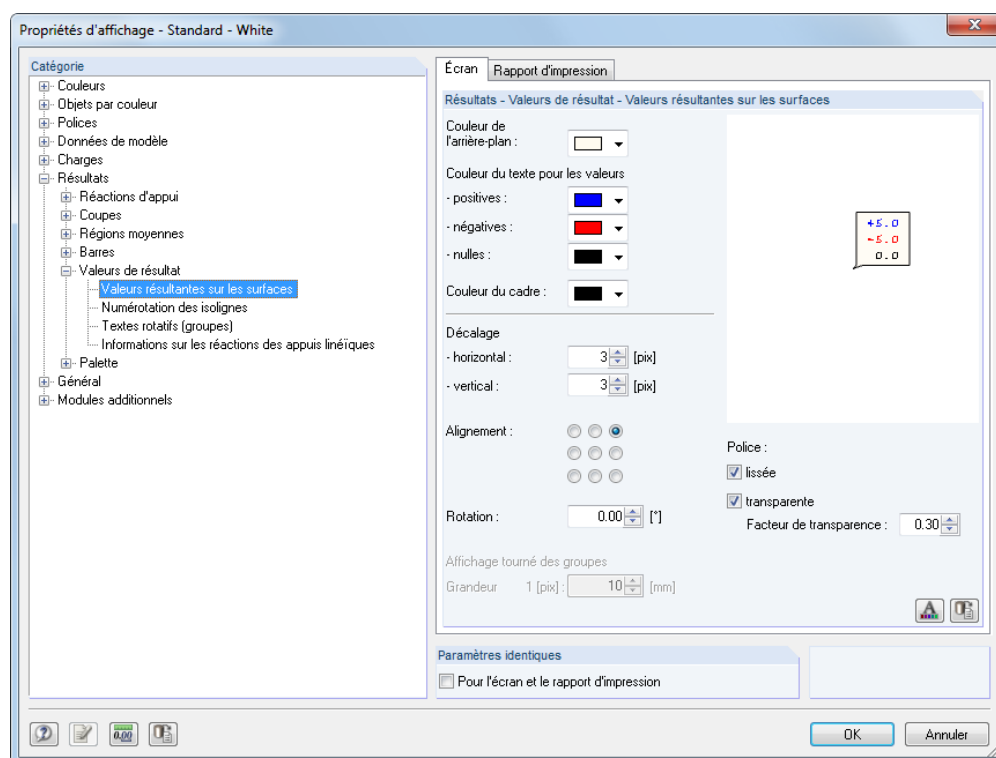 Propriétés d'affichage - Standard - White
Catégorie
Couleurs
Objets par couleur
Polices
Données de modèle
Charges
Résultats
Réactions d'appui
Coupes
Régions moyennes
Barres
Valeurs de résultat
Valeurs résultantes sur les surfaces
Numérotation des isolignes
Textes rotatifs (groupes)
Informations sur les réactions des appuis linéïques
Palette
Général
Modules additionnels
Écran
Rapport d'impression
Résultats - Valeurs de résultat - Valeurs résultantes sur les surfaces
Couleur de
l'arrière-plan :
Couleur du texte pour les valeurs
- positives :
- négatives :
- nulles :
Couleur du cadre :
Décalage
- horizontal : 3 [pix]
- vertical : 3 [pix]
Alignement :
Rotation : 0.00 [°]
Affichage tourné des groupes
Grandeur 1 [pix] : 10 [mm]
+5.0
-5.0
0.0
Police :
lissée
transparente
Facteur de transparence : 0.30
Paramètres identiques
Pour l'écran et le rapport d'impression
0.00
OK
Annuler